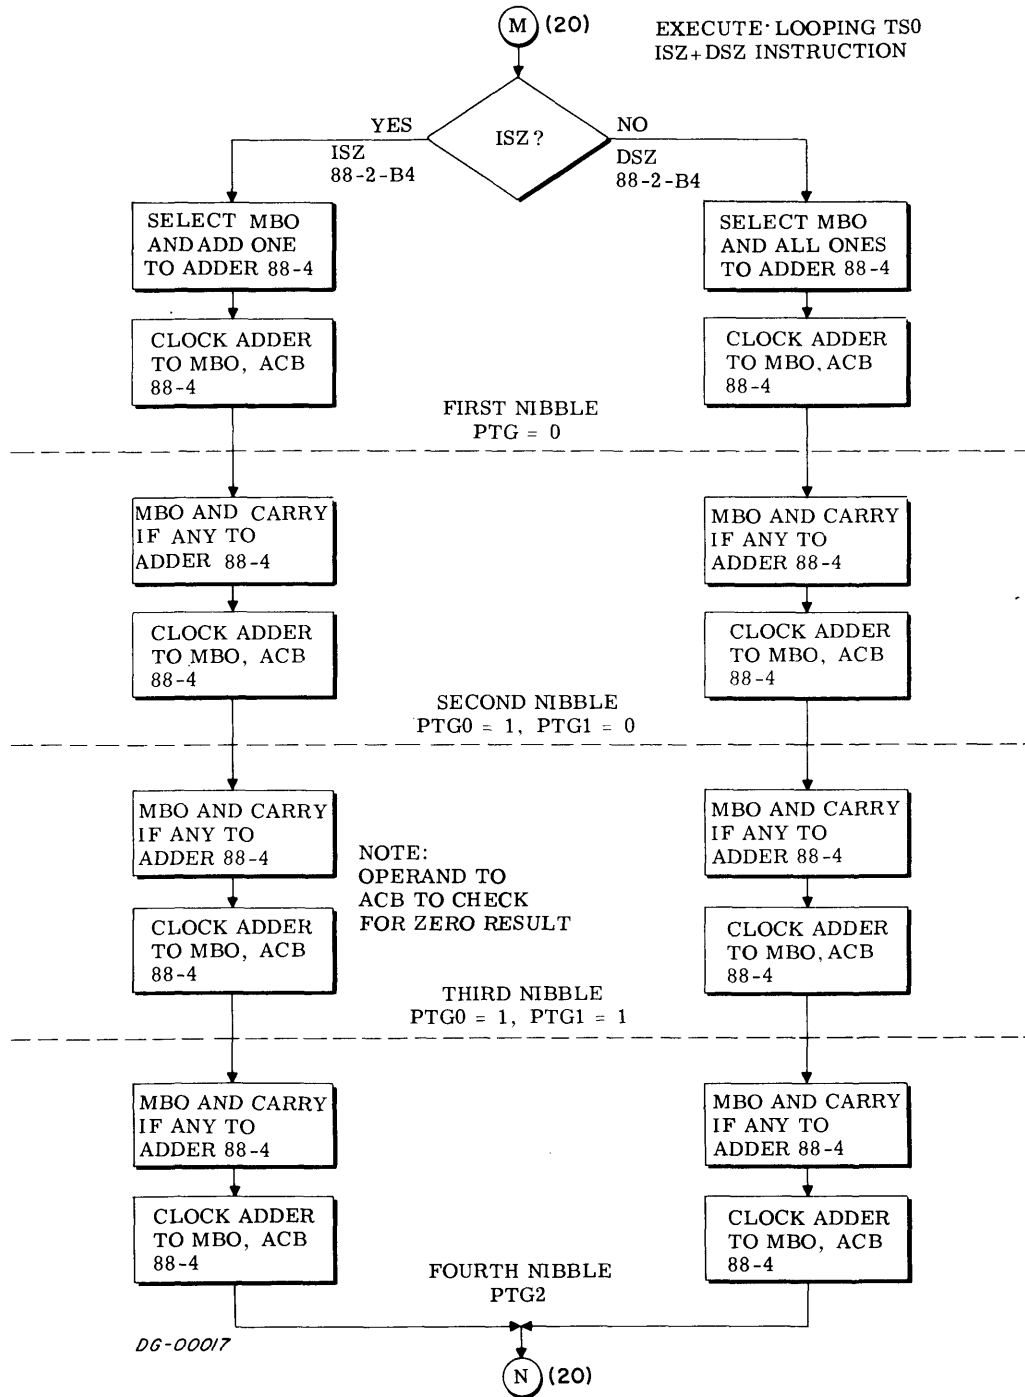 M (20)
EXECUTE· LOOPING TS0
ISZ+DSZ INSTRUCTION
ISZ?
YES
ISZ
88-2-B4
NO
DSZ
88-2-B4
SELECT MBO
AND ADD ONE
TO ADDER 88-4
SELECT MBO
AND ALL ONES
TO ADDER 88-4
CLOCK ADDER
TO MBO, ACB
88-4
CLOCK ADDER
TO MBO, ACB
88-4
FIRST NIBBLE
PTG = 0
MBO AND CARRY
IF ANY TO
ADDER 88-4
MBO AND CARRY
IF ANY TO
ADDER 88-4
CLOCK ADDER
TO MBO, ACB
88-4
CLOCK ADDER
TO MBO, ACB
88-4
SECOND NIBBLE
PTG0 = 1, PTG1 = 0
MBO AND CARRY
IF ANY TO
ADDER 88-4
MBO AND CARRY
IF ANY TO
ADDER 88-4
NOTE:
OPERAND TO
ACB TO CHECK
FOR ZERO RESULT
CLOCK ADDER
TO MBO, ACB
88-4
CLOCK ADDER
TO MBO, ACB
88-4
THIRD NIBBLE
PTG0 = 1, PTG1 = 1
MBO AND CARRY
IF ANY TO
ADDER 88-4
MBO AND CARRY
IF ANY TO
ADDER 88-4
CLOCK ADDER
TO MBO, ACB
88-4
CLOCK ADDER
TO MBO, ACB
88-4
FOURTH NIBBLE
PTG2
DG-00017
N (20)